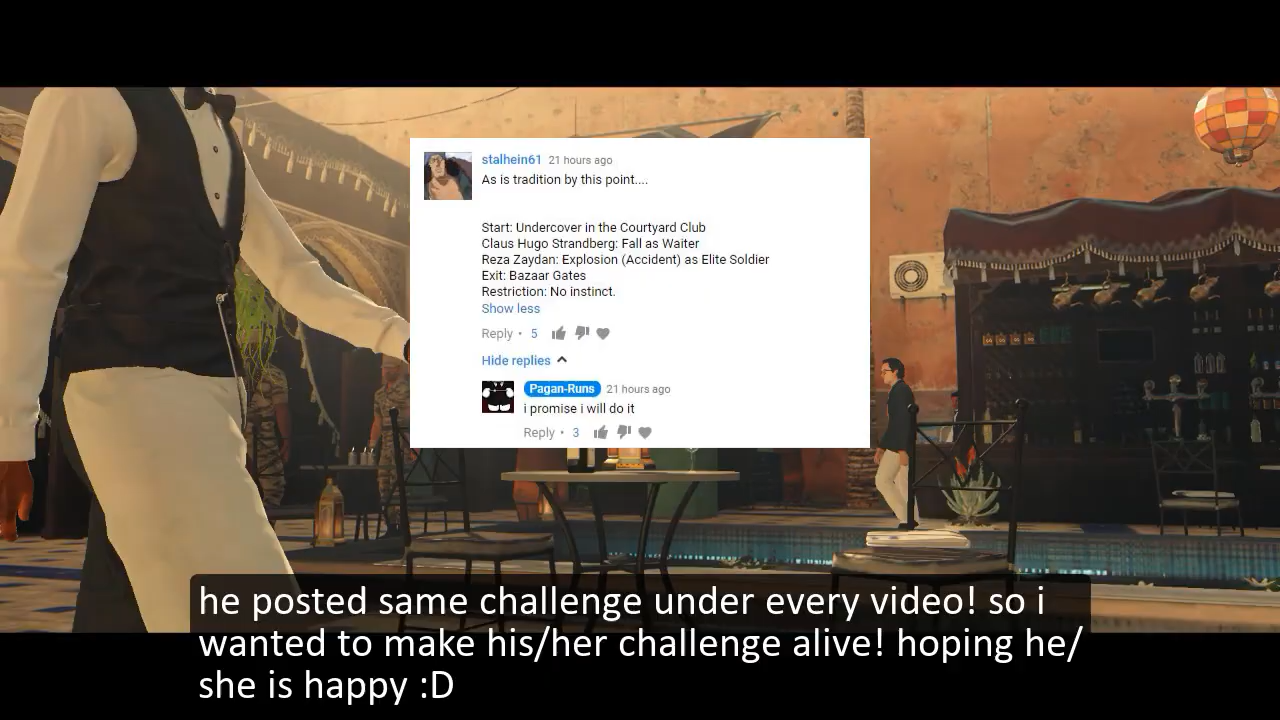 stalhein61 21 hours ago
As is tradition by this point....
Start: Undercover in the Courtyard Club
Claus Hugo Strandberg: Fall as Waiter
Reza Zaydan: Explosion (Accident) as Elite Soldier
Exit: Bazaar Gates
Restriction: No instinct.
Show less
Reply • 5
Hide replies
Pagan-Runs 21 hours ago
i promise i will do it
Reply • 3
he posted same challenge under every video! so i
wanted to make his/her challenge alive! hoping he/
she is happy :D